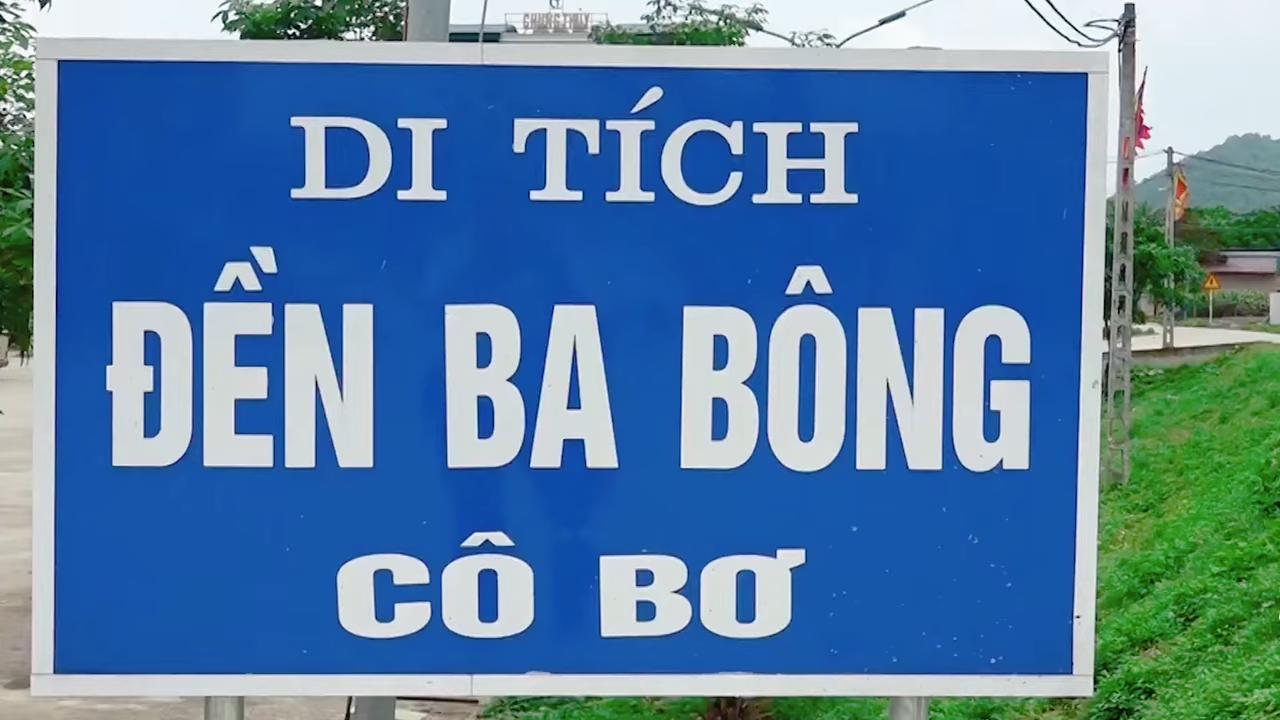 DI TÍCH
ĐỀN BA BÔNG
CÔ BƠ